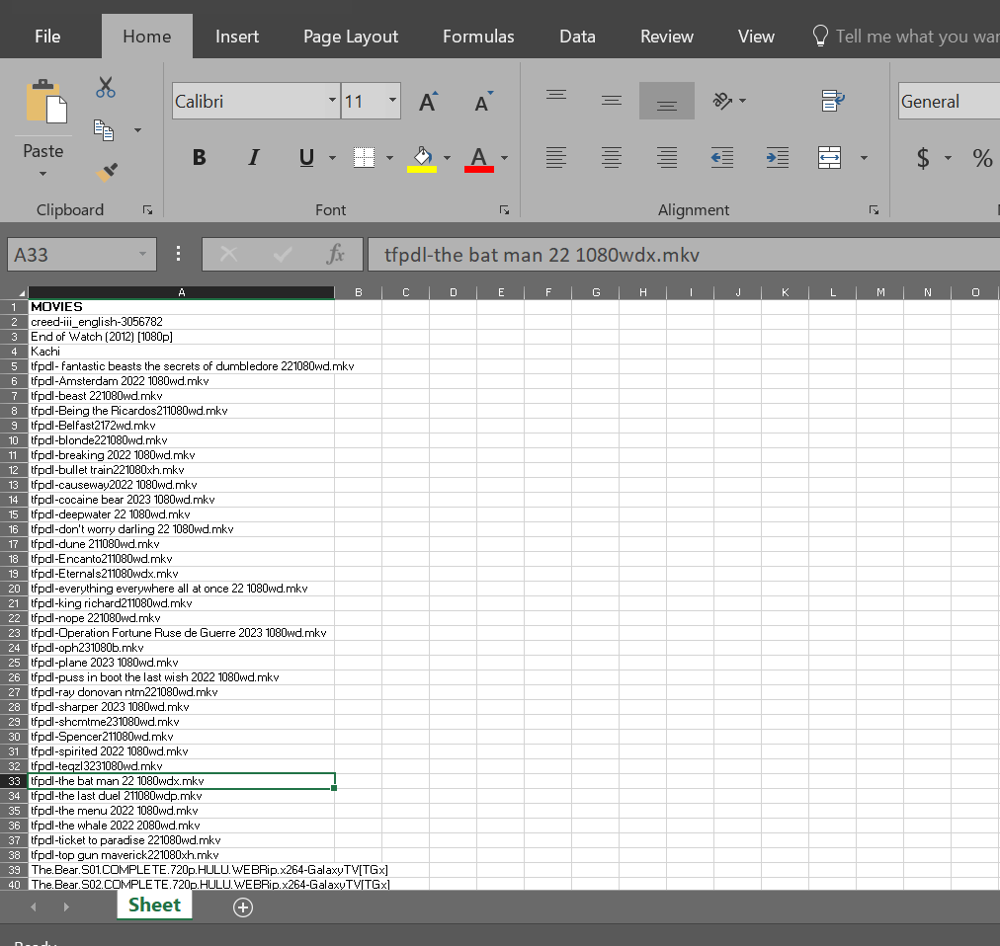 File Home Insert Page Layout Formulas Data Review View Tell me what you wan
Calibri 11 General
Paste B I U A $ %
Clipboard Font Alignment
A33 fx tfpdl-the bat man 22 1080wdx.mkv
A B C D E F G H I J K L M N O
1 MOVIES
2 creed-iii_english-3056782
3 End of Watch (2012) [1080p]
4 Kachi
5 tfpdl- fantastic beasts the secrets of dumbledore 221080wd.mkv
6 tfpdl-Amsterdam 2022 1080wd.mkv
7 tfpdl-beast 221080wd.mkv
8 tfpdl-Being the Ricardos211080wd.mkv
9 tfpdl-Belfast2172wd.mkv
10 tfpdl-blonde221080wd.mkv
11 tfpdl-breaking 2022 1080wd.mkv
12 tfpdl-bullet train221080xh.mkv
13 tfpdl-causeway2022 1080wd.mkv
14 tfpdl-cocaine bear 2023 1080wd.mkv
15 tfpdl-deepwater 22 1080wd.mkv
16 tfpdl-don't worry darling 22 1080wd.mkv
17 tfpdl-dune 211080wd.mkv
18 tfpdl-Encanto211080wd.mkv
19 tfpdl-Eternals211080wdx.mkv
20 tfpdl-everything everywhere all at once 22 1080wd.mkv
21 tfpdl-king richard211080wd.mkv
22 tfpdl-nope 221080wd.mkv
23 tfpdl-Operation Fortune Ruse de Guerre 2023 1080wd.mkv
24 tfpdl-oph231080b.mkv
25 tfpdl-plane 2023 1080wd.mkv
26 tfpdl-puss in boot the last wish 2022 1080wd.mkv
27 tfpdl-ray donovan ntm221080wd.mkv
28 tfpdl-sharper 2023 1080wd.mkv
29 tfpdl-shcmtme231080wd.mkv
30 tfpdl-Spencer211080wd.mkv
31 tfpdl-spirited 2022 1080wd.mkv
32 tfpdl-teqzl3231080wd.mkv
33 tfpdl-the bat man 22 1080wdx.mkv
34 tfpdl-the last duel 211080wdp.mkv
35 tfpdl-the menu 2022 1080wd.mkv
36 tfpdl-the whale 2022 2080wd.mkv
37 tfpdl-ticket to paradise 221080wd.mkv
38 tfpdl-top gun maverick221080xh.mkv
39 The.Bear.S01.COMPLETE.720p.HULU.WEBRip.x264-GalaxyTV[TGx]
40 The.Bear.S02.COMPLETE.720p.HULU.WEBRip.x264-GalaxyTV[TGx]
Sheet
Ready